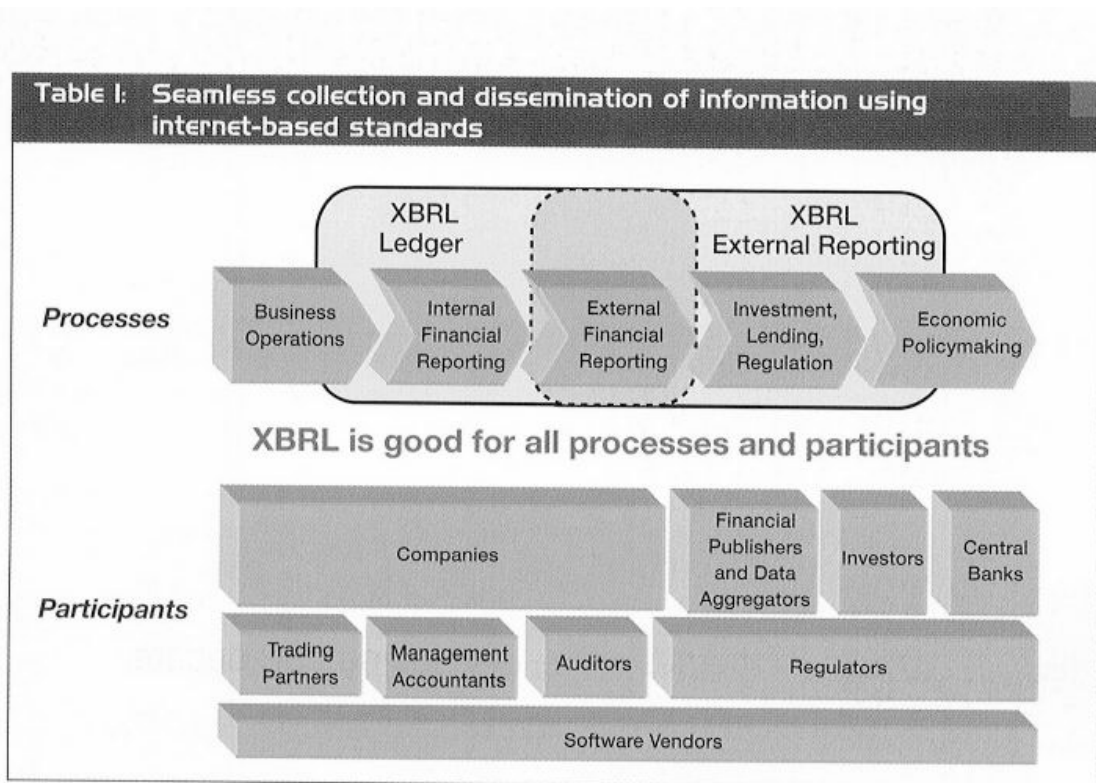 Table I: Seamless collection and dissemination of information using
internet-based standards
XBRL
Ledger
XBRL
External Reporting
Processes
Business
Operations
Internal
Financial
Reporting
External
Financial
Reporting
Investment,
Lending,
Regulation
Economic
Policymaking
XBRL is good for all processes and participants
Participants
Companies
Financial
Publishers
and Data
Aggregators
Investors
Central
Banks
Trading
Partners
Management
Accountants
Auditors
Regulators
Software Vendors